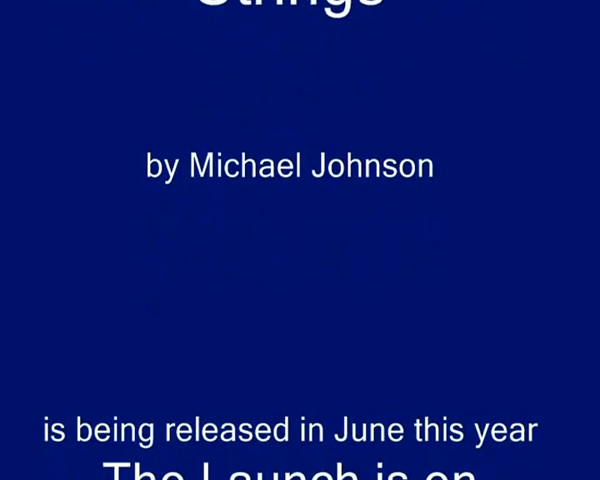 Strings
by Michael Johnson
is being released in June this year
The Launch is on